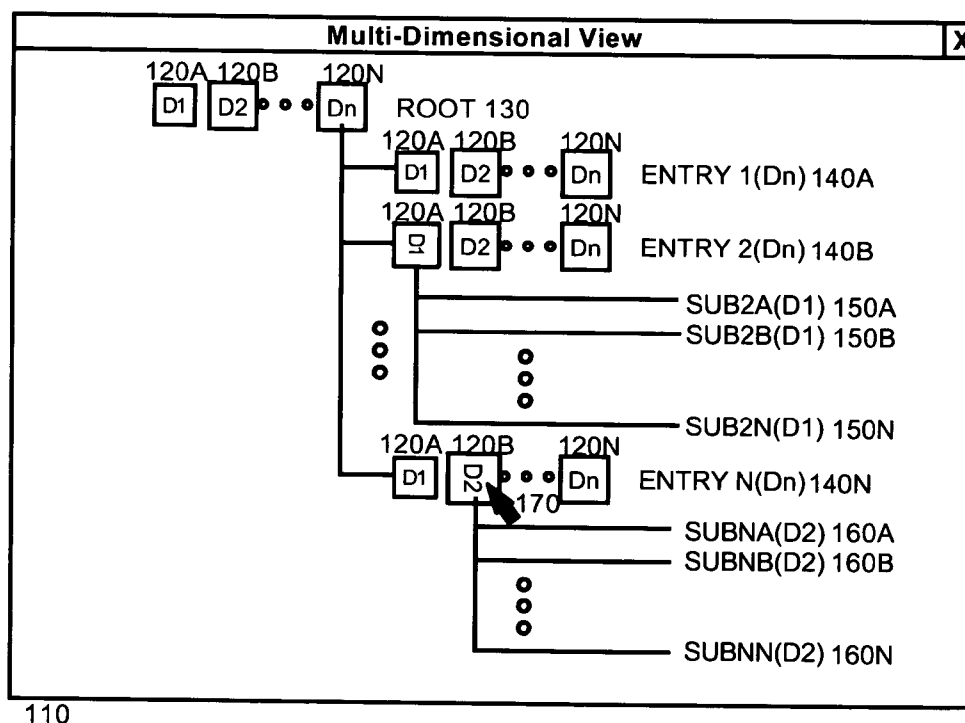 Multi-Dimensional View X
120A 120B 120N
D1 D2 Dn ROOT 130
120A 120B 120N
D1 D2 Dn ENTRY 1(Dn) 140A
120A 120B 120N
D1 D2 Dn ENTRY 2(Dn) 140B
SUB2A(D1) 150A
SUB2B(D1) 150B
SUB2N(D1) 150N
120A 120B 120N
D1 D2 Dn ENTRY N(Dn) 140N
170
SUBNA(D2) 160A
SUBNB(D2) 160B
SUBNN(D2) 160N
110